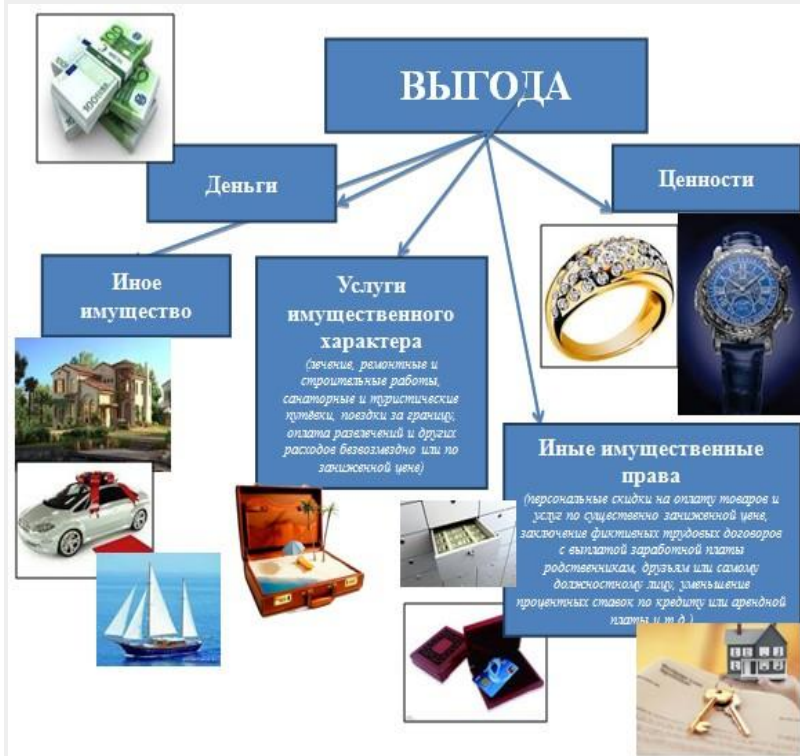 ВЫГОДА
Деньги
Ценности
Иное
имущество
Услуги
имущественного
характера
(лечение, ремонтные и
строительные работы,
санаторные и туристические
путёвки, поездки за границу,
оплата развлечений и других
расходов безвозмездно или по
заниженной цене)
Иные имущественные
права
(персональные скидки на оплату товаров и
услуг по существенно заниженной цене,
заключение фиктивных трудовых договоров
с выплатой заработной платы
родственникам, друзьям или самому
должностному лицу, уменьшение
процентных ставок по кредиту или арендной
платы и т.д.)